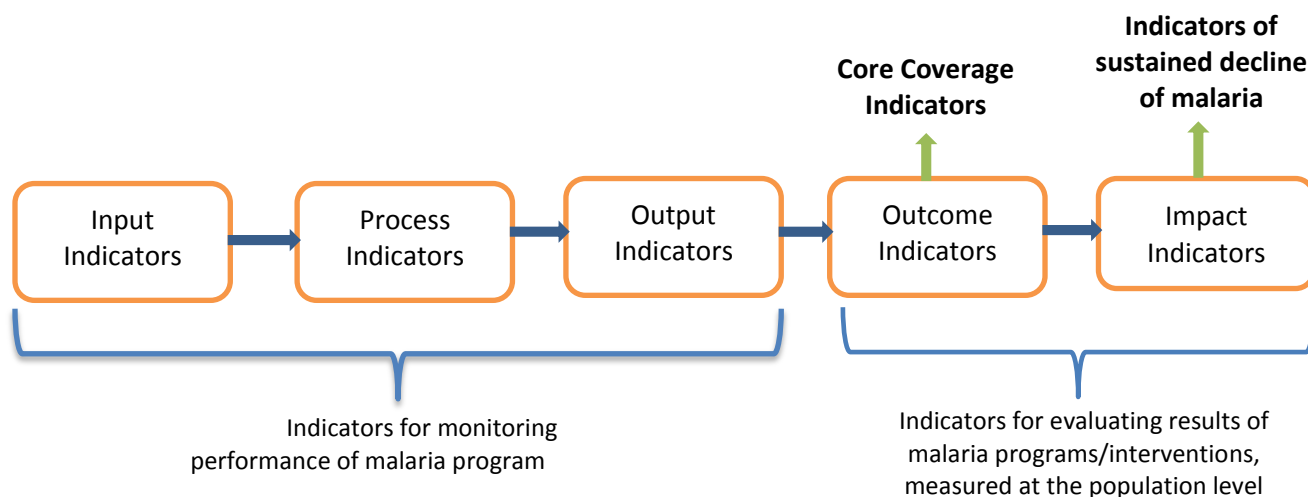 Core Coverage
Indicators
Indicators of
sustained decline
of malaria
Input
Indicators
Process
Indicators
Output
Indicators
Outcome
Indicators
Impact
Indicators
Indicators for monitoring
performance of malaria program
Indicators for evaluating results of
malaria programs/interventions,
measured at the population level